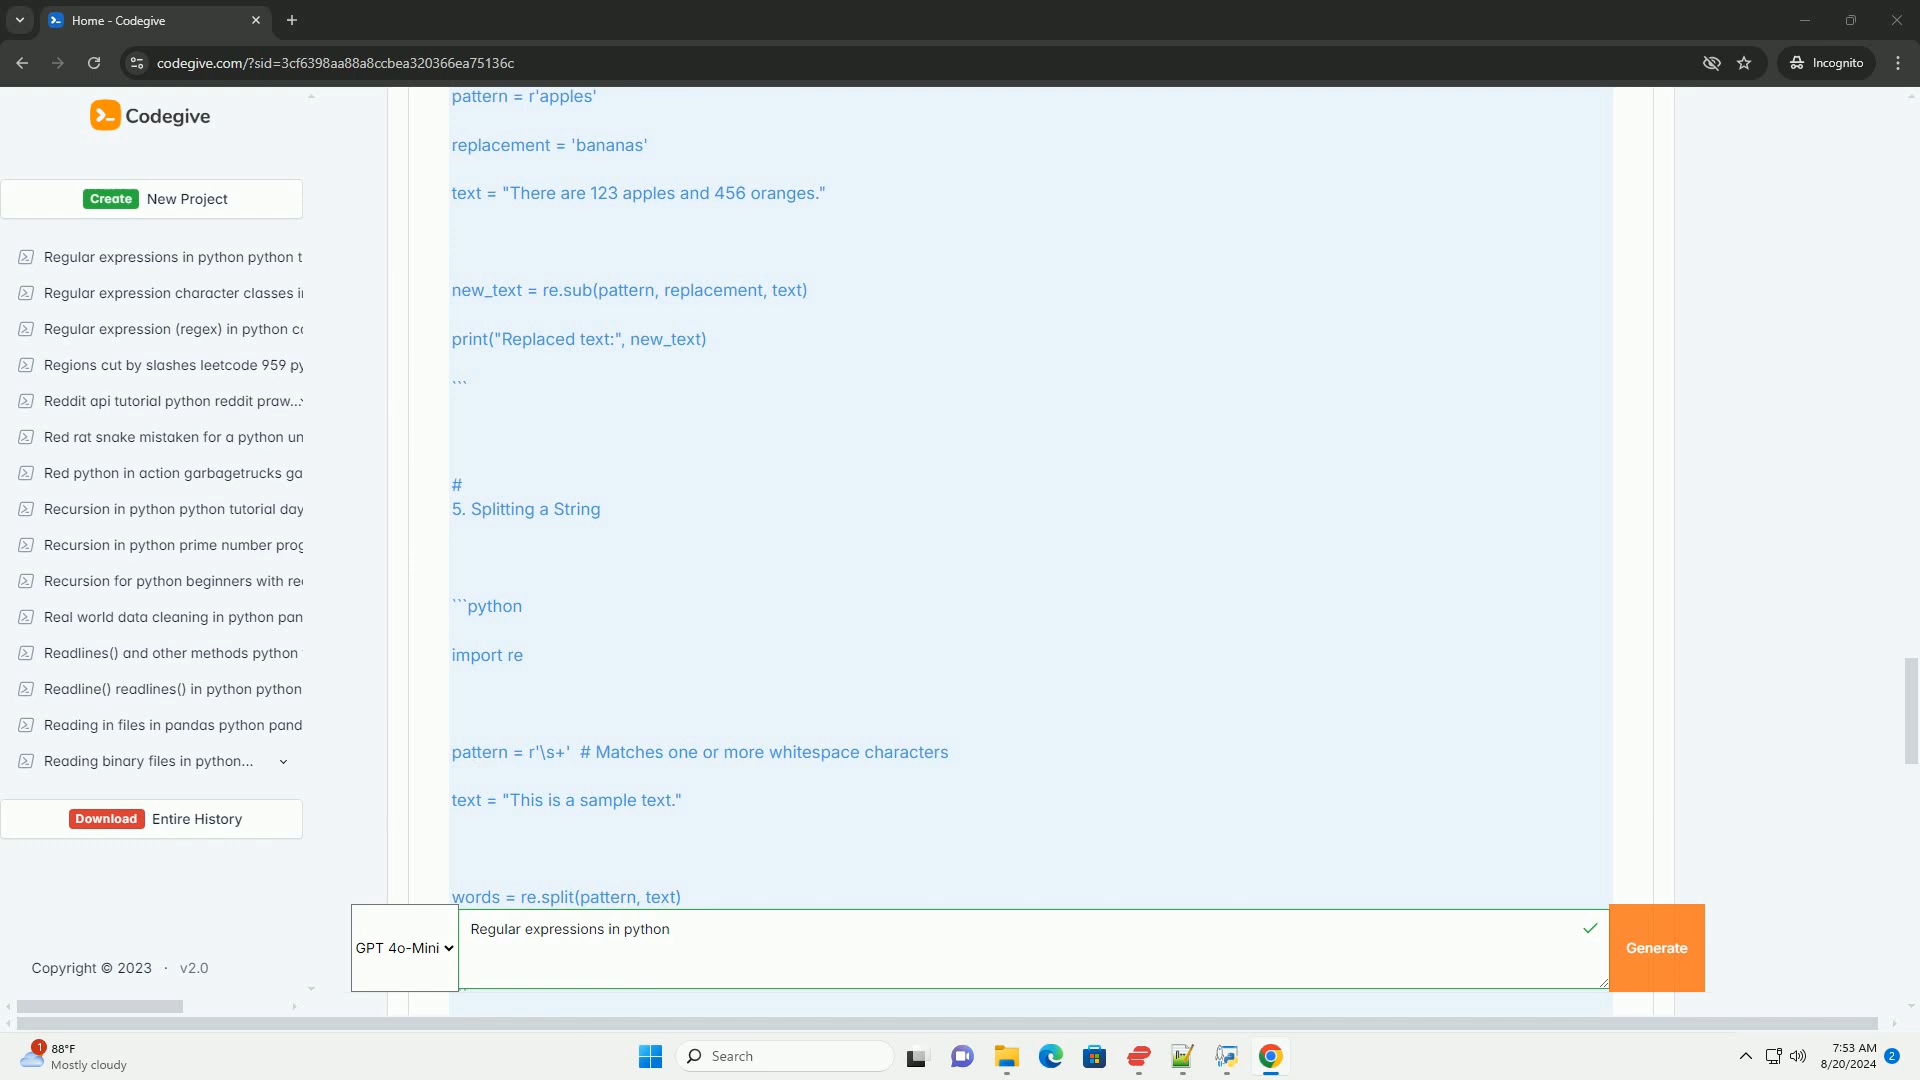 Home - Codegive
codegive.com/?sid=3cf6398aa88a8ccbea320366ea75136c
Incognito
Codegive
Create New Project
Regular expressions in python python t
Regular expression character classes i
Regular expression (regex) in python co
Regions cut by slashes leetcode 959 py
Reddit api tutorial python reddit praw...
Red rat snake mistaken for a python un
Red python in action garbagetrucks ga
Recursion in python python tutorial day
Recursion in python prime number prog
Recursion for python beginners with re
Real world data cleaning in python pan
Readlines() and other methods python
Readline() readlines() in python python
Reading in files in pandas python pand
Reading binary files in python...
Download Entire History
Copyright © 2023 · v2.0
pattern = r'apples'
replacement = 'bananas'
text = "There are 123 apples and 456 oranges."
new_text = re.sub(pattern, replacement, text)
print("Replaced text:", new_text)
```
#
5. Splitting a String
```python
import re
pattern = r'\s+' # Matches one or more whitespace characters
text = "This is a sample text."
words = re.split(pattern, text)
GPT 4o-Mini
Regular expressions in python
Generate
1
88°F
Mostly cloudy
Search
7:53 AM
8/20/2024
2